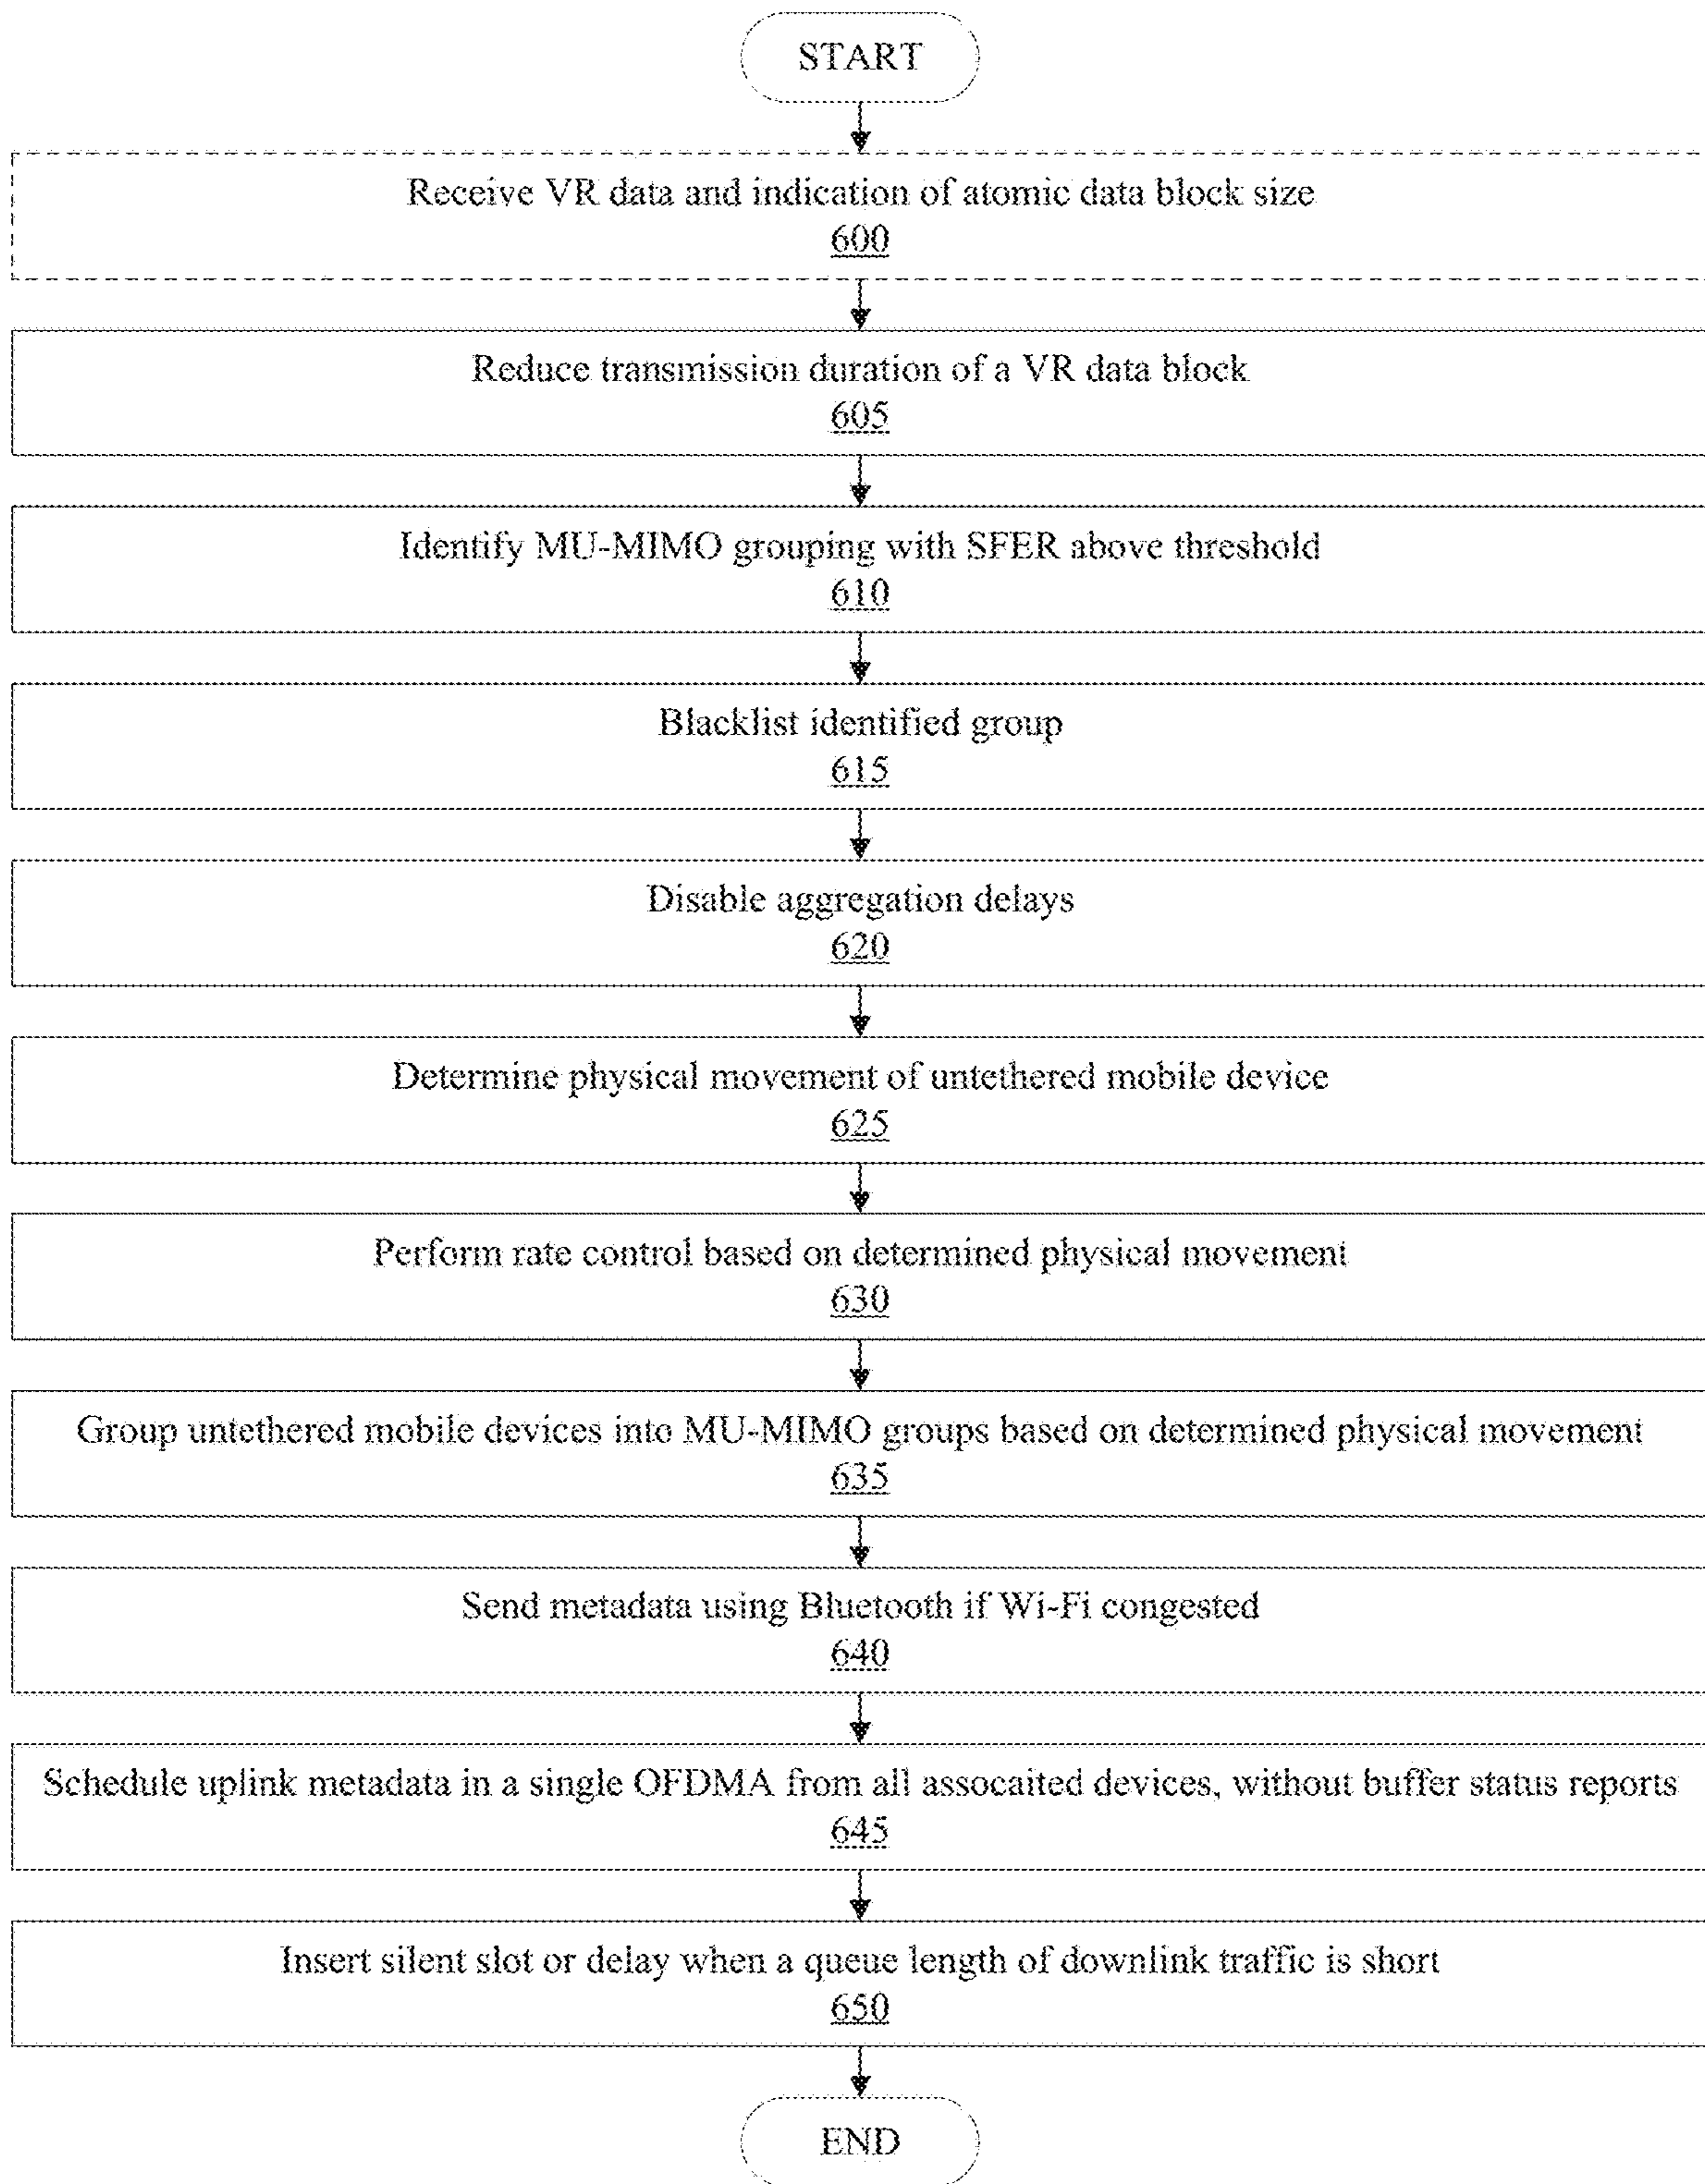 START
Receive VR data and indication of atomic data block size
600
Reduce transmission duration of a VR data block
605
Identify MU-MIMO grouping with SFER above threshold
610
Blacklist identified group
615
Disable aggregation delays
620
Determine physical movement of untethered mobile device
625
Perform rate control based on determined physical movement
630
Group untethered mobile devices into MU-MIMO groups based on determined physical movement
635
Send metadata using Bluetooth if Wi-Fi congested
640
Schedule uplink metadata in a single OFDMA from all assocaited devices, without buffer status reports
645
Insert silent slot or delay when a queue length of downlink traffic is short
650
END